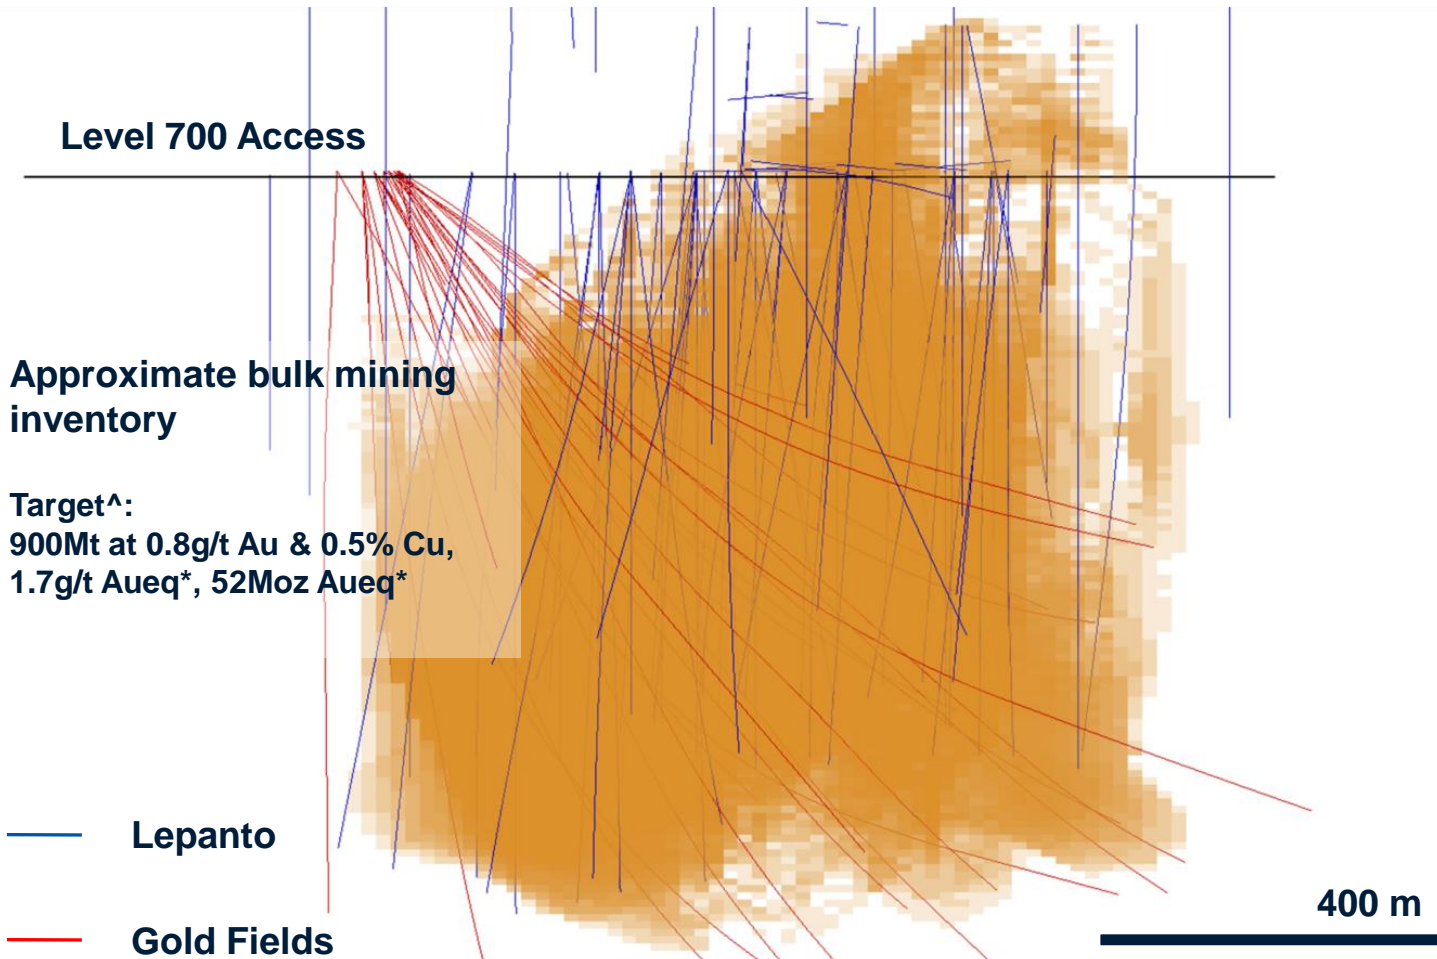 Level 700 Access
Approximate bulk mining
inventory
Target^:
900Mt at 0.8g/t Au & 0.5% Cu,
1.7g/t Aueq*, 52Moz Aueq*
Lepanto
Gold Fields
400 m